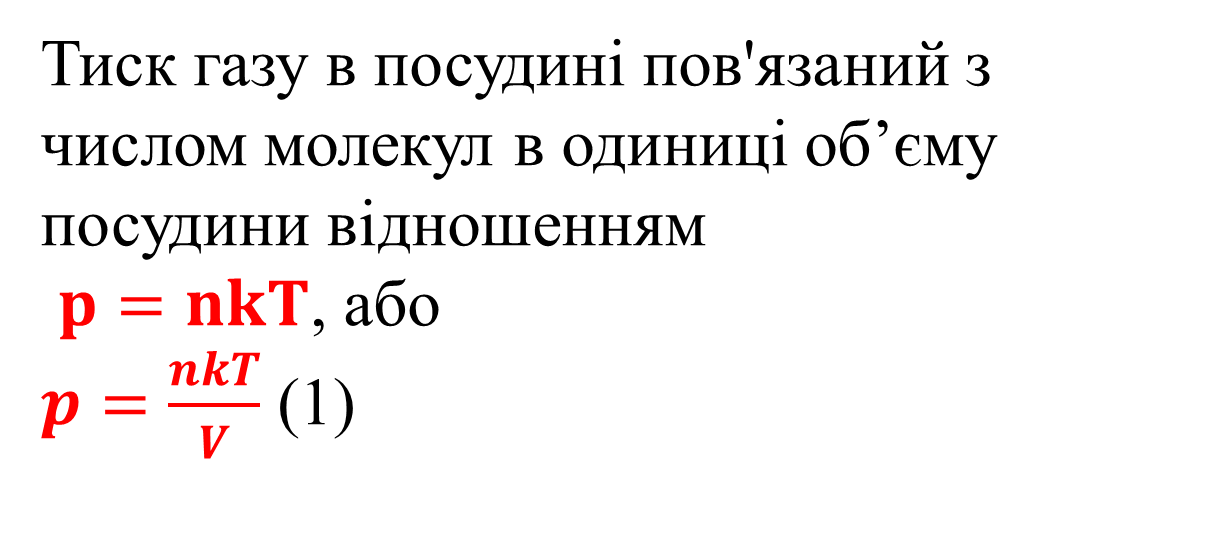 Тиск газу в посудині пов'язаний з
числом молекул в одиниці об’єму
посудини відношенням
p = nkT, або
p = nkT/V (1)